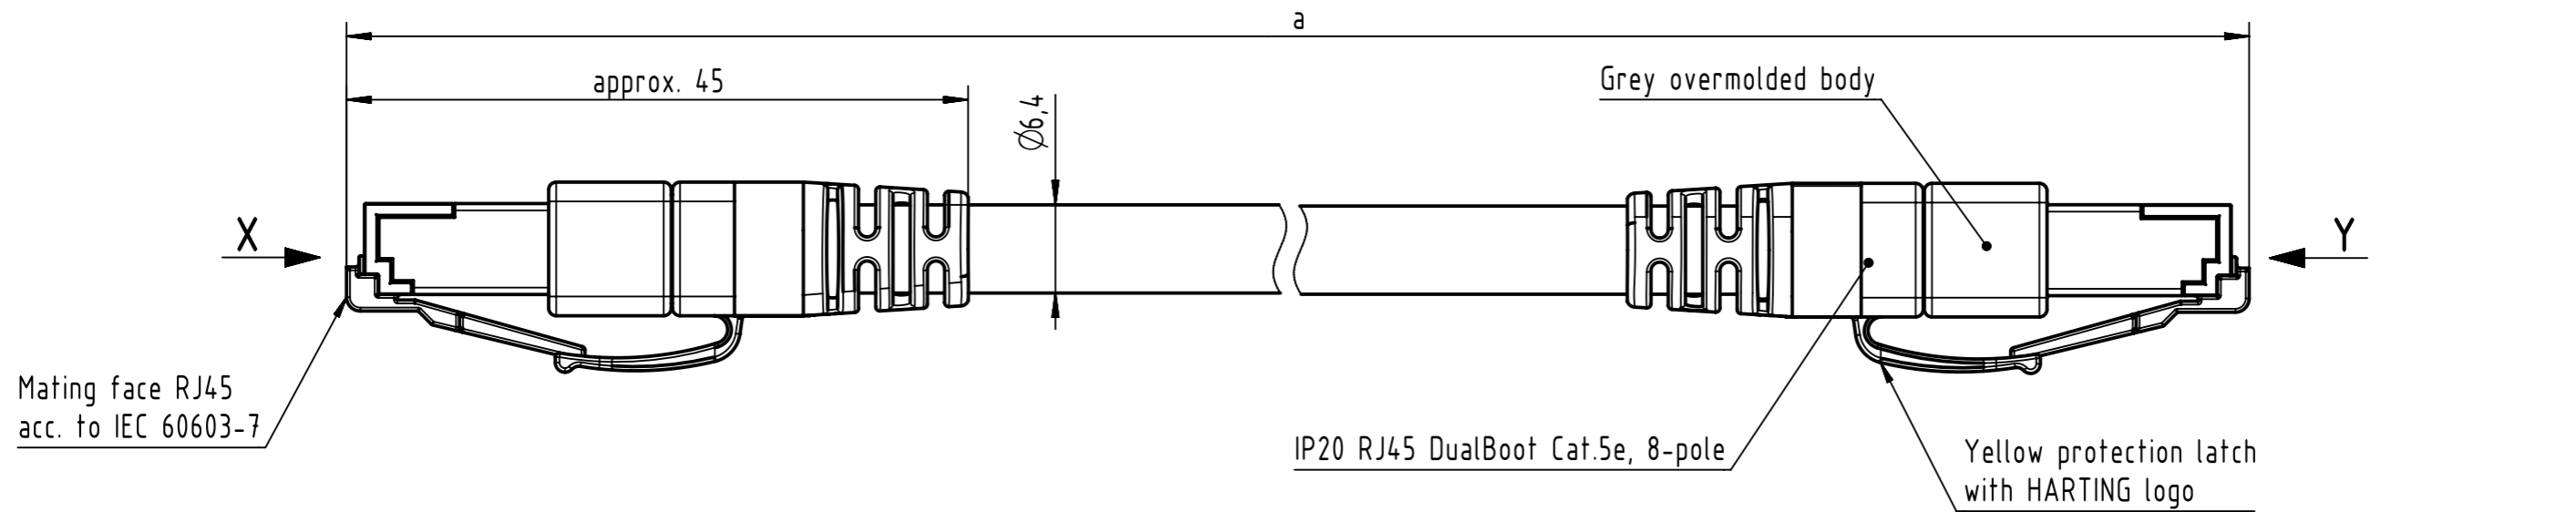 a
approx. 45
Grey overmolded body
Ø6,4
X
Y
Mating face RJ45
acc. to IEC 60603-7
IP20 RJ45 DualBoot Cat.5e, 8-pole
Yellow protection latch
with HARTING logo